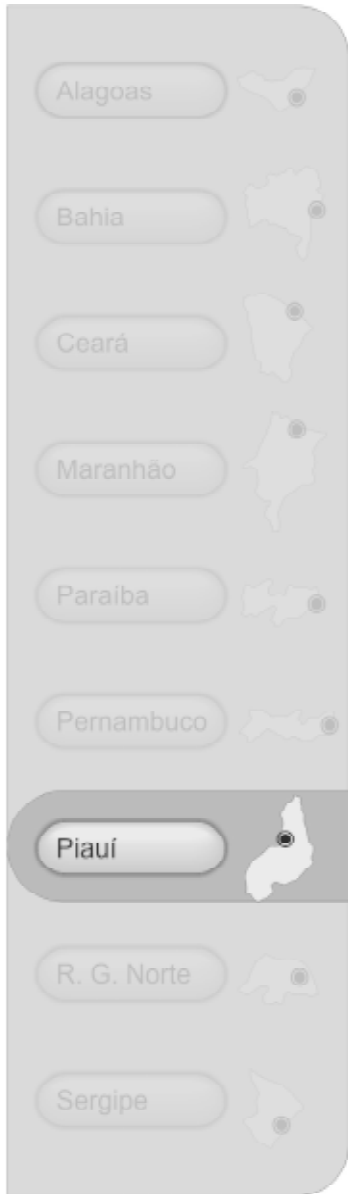 Alagoas
Bahia
Ceará
Maranhão
Paraíba
Pernambuco
Piauí
R. G. Norte
Sergipe